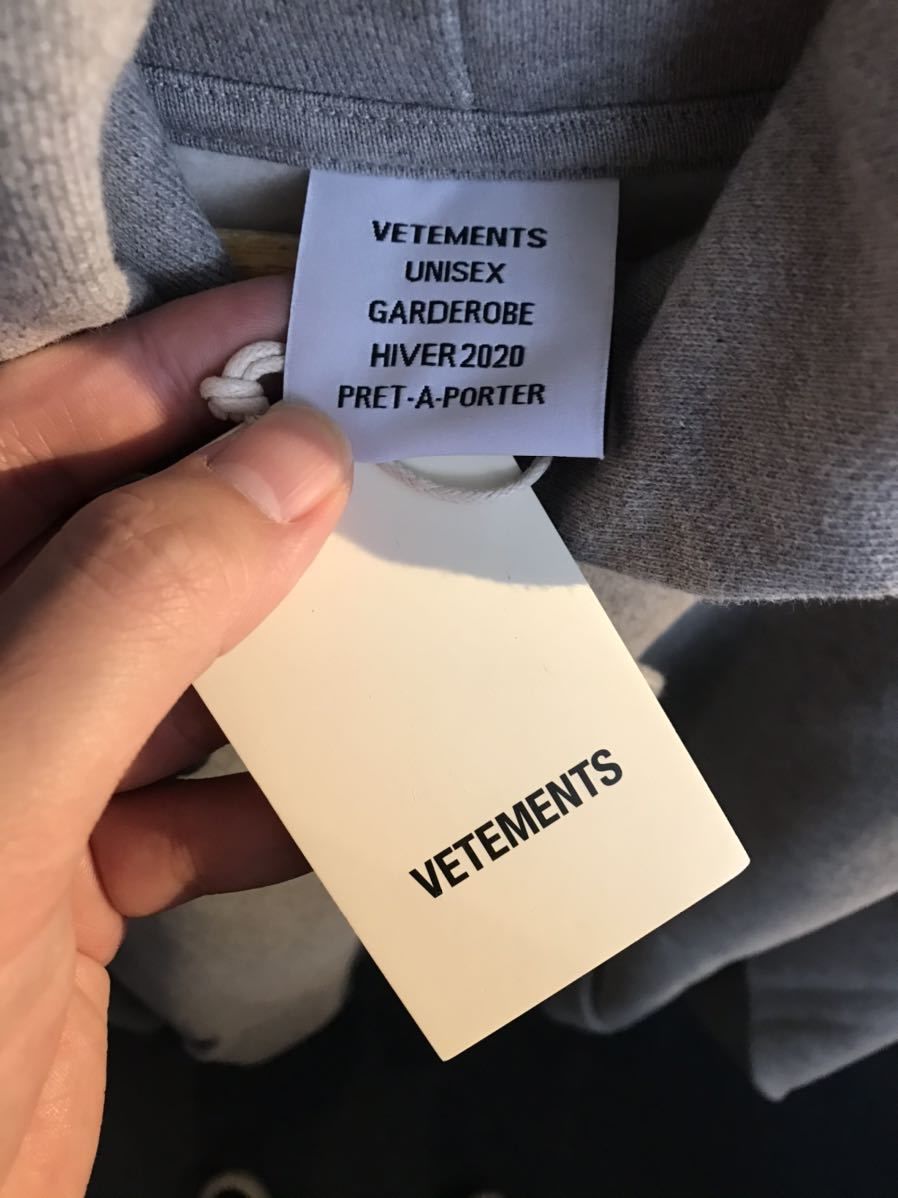 VETEMENTS
UNISEX
GARDEROBE
HIVER 2020
PRET-A-PORTER
VETEMENTS